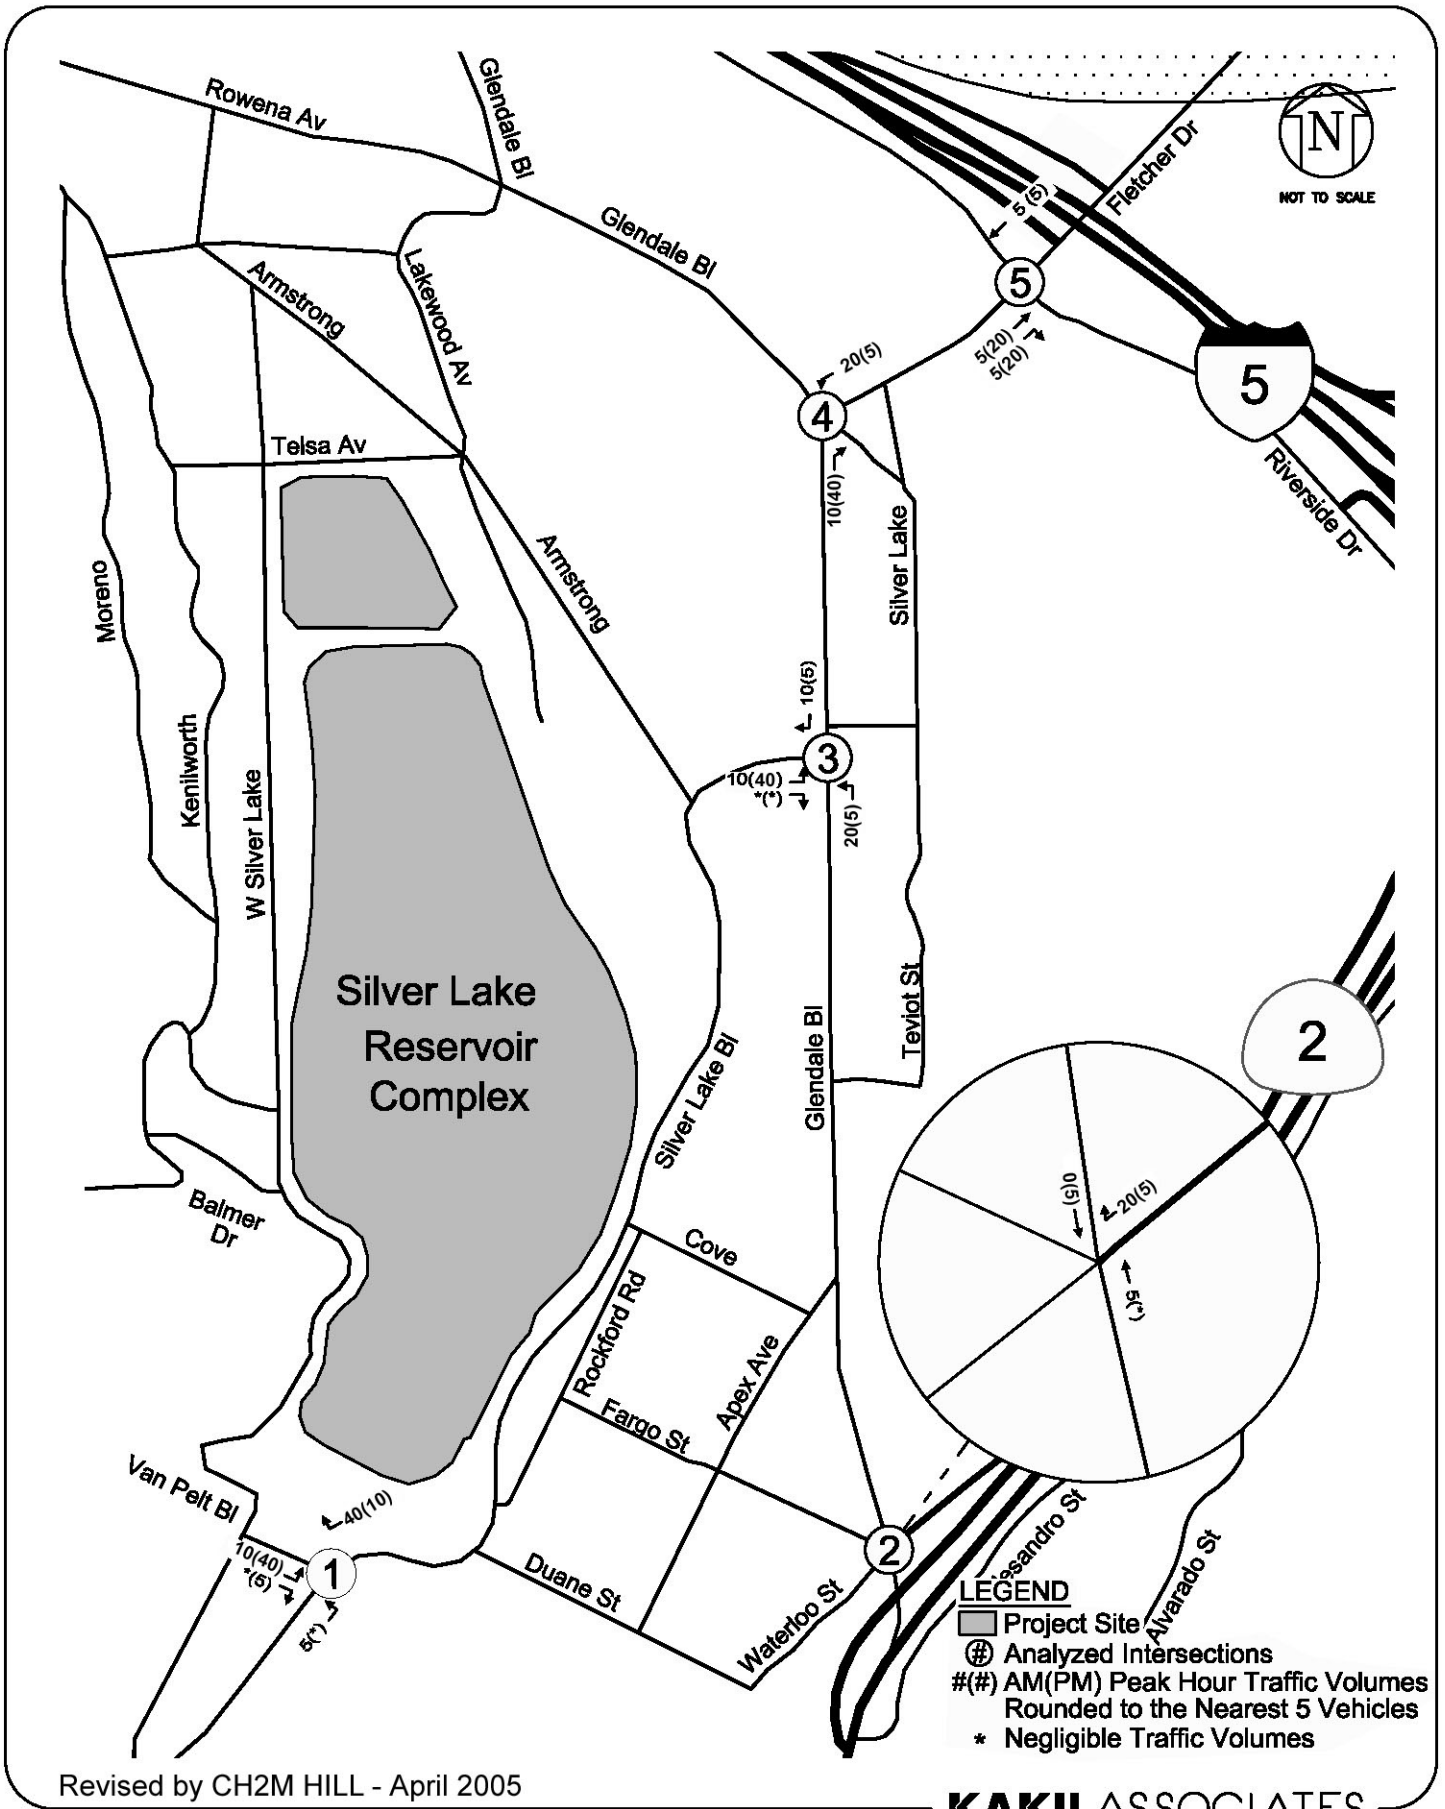 Rowena Av
Glendale Bl
N
NOT TO SCALE
Fletcher Dr
5 (5)
Glendale Bl
5
Armstrong
Lakewood Av
5(20)
5(20)
20(5)
5
4
Telsa Av
10(40)
Riverside Dr
Silver Lake
Armstrong
Moreno
10(5)
3
10(40)
*(*)
20(5)
Kenilworth
W Silver Lake
Silver Lake
Reservoir
Complex
Glendale Bl
Teviot St
2
Silver Lake Bl
0(5)
20(5)
5(*)
Balmer
Dr
Cove
Rockford Rd
Apex Ave
Fargo St
Van Pelt Bl
40(10)
10(40)
*(5)
1
5(*)
Duane St
2
Waterloo St
Alvarado St
LEGEND
Project Site
# Analyzed Intersections
#(#) AM(PM) Peak Hour Traffic Volumes
Rounded to the Nearest 5 Vehicles
* Negligible Traffic Volumes
Revised by CH2M HILL - April 2005